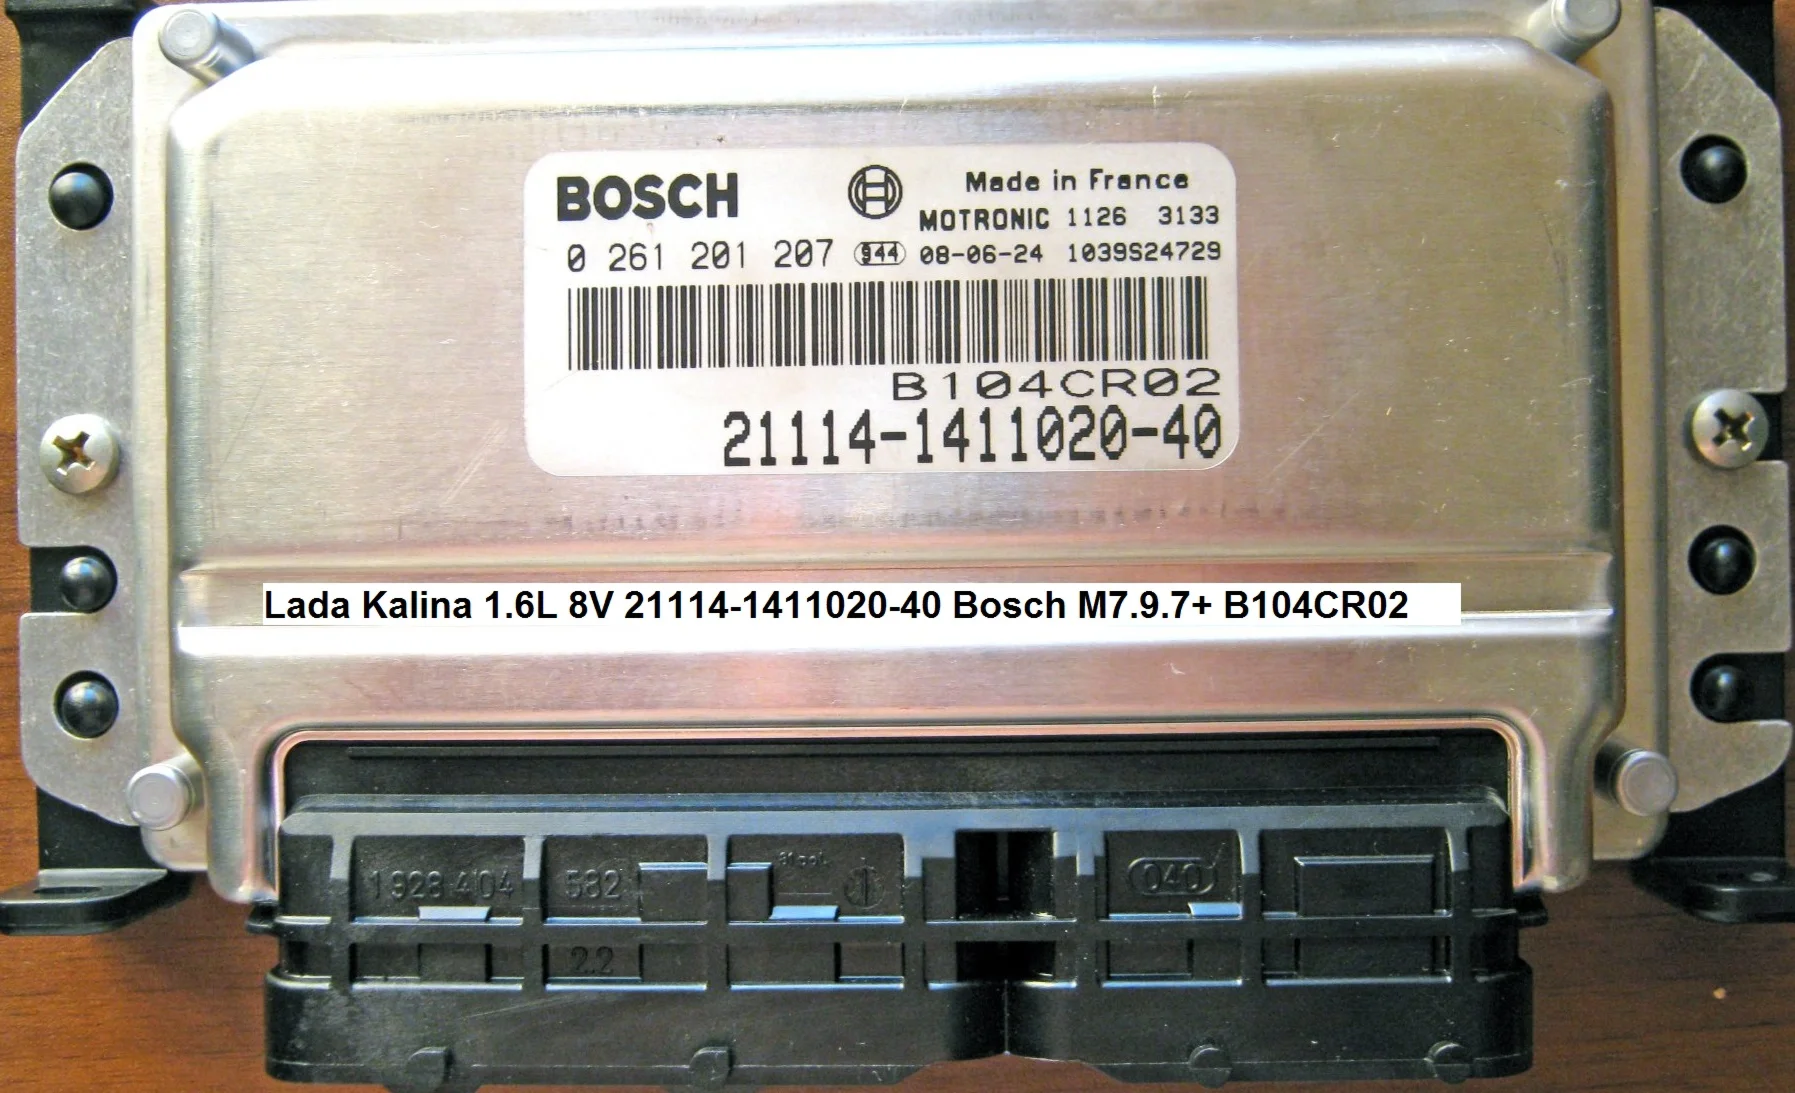 BOSCH
Made in France
MOTRONIC 1126 3133
0 261 201 207 944 08-06-24 1039S24729
B104CR02
21114-1411020-40
Lada Kalina 1.6L 8V 21114-1411020-40 Bosch M7.9.7+ B104CR02
1 928 404 582 81pol. 040
2.2